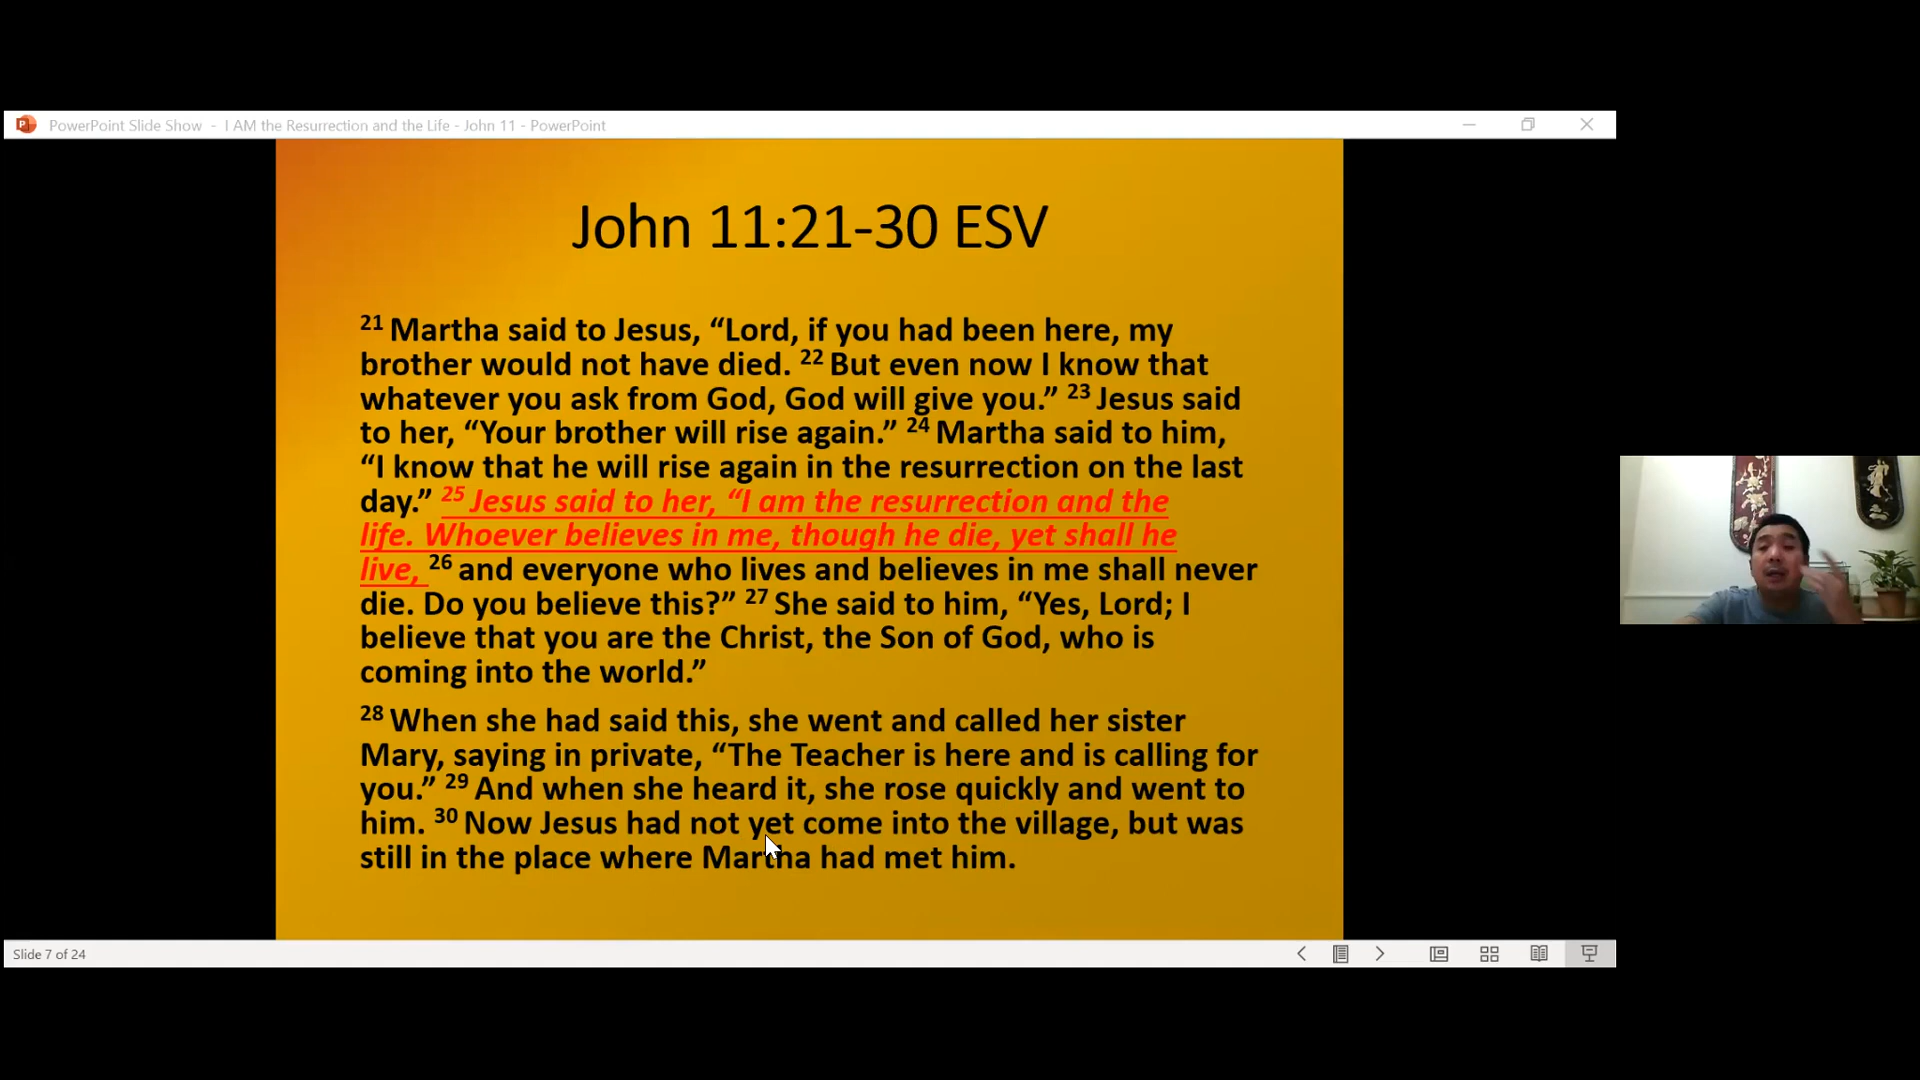 PowerPoint Slide Show - I AM the Resurrection and the Life - John 11 - PowerPoint
John 11:21-30 ESV
21 Martha said to Jesus, “Lord, if you had been here, my
brother would not have died. 22 But even now I know that
whatever you ask from God, God will give you.” 23 Jesus said
to her, “Your brother will rise again.” 24 Martha said to him,
“I know that he will rise again in the resurrection on the last
day.” 25 Jesus said to her, “I am the resurrection and the
life. Whoever believes in me, though he die, yet shall he
live, 26 and everyone who lives and believes in me shall never
die. Do you believe this?” 27 She said to him, “Yes, Lord; I
believe that you are the Christ, the Son of God, who is
coming into the world.”
28 When she had said this, she went and called her sister
Mary, saying in private, “The Teacher is here and is calling for
you.” 29 And when she heard it, she rose quickly and went to
him. 30 Now Jesus had not yet come into the village, but was
still in the place where Martha had met him.
Slide 7 of 24